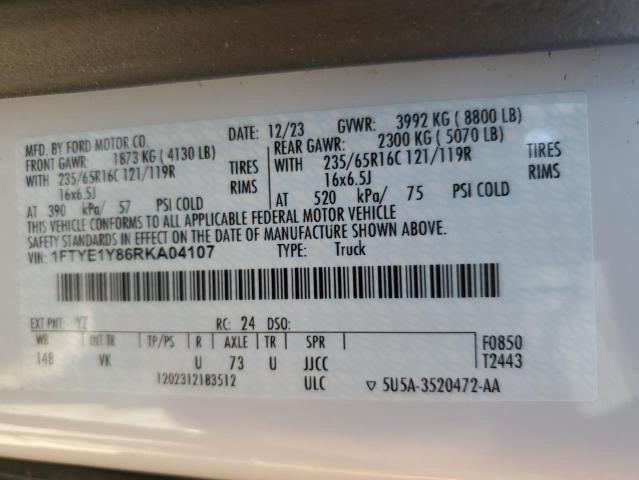 MFD. BY FORD MOTOR CO. DATE: 12/23 GVWR: 3992 KG ( 8800 LB)
FRONT GAWR: 1873 KG ( 4130 LB) REAR GAWR: 2300 KG ( 5070 LB)
WITH 235/65R16C 121/119R TIRES WITH 235/65R16C 121/119R TIRES
16x6.5J RIMS 16x6.5J RIMS
AT 390 kPa/ 57 PSI COLD AT 520 kPa/ 75 PSI COLD
THIS VEHICLE CONFORMS TO ALL APPLICABLE FEDERAL MOTOR VEHICLE
SAFETY STANDARDS IN EFFECT ON THE DATE OF MANUFACTURE SHOWN ABOVE.
VIN: 1FTYE1Y86RKA04107 TYPE: Truck
EXT PNT: YZ RC: 24 DSO:
WB INT TR TP/PS R AXLE TR SPR F0850
148 VK U 73 U JJCC T2443
1202312183512 ULC ▽ 5U5A-3520472-AA